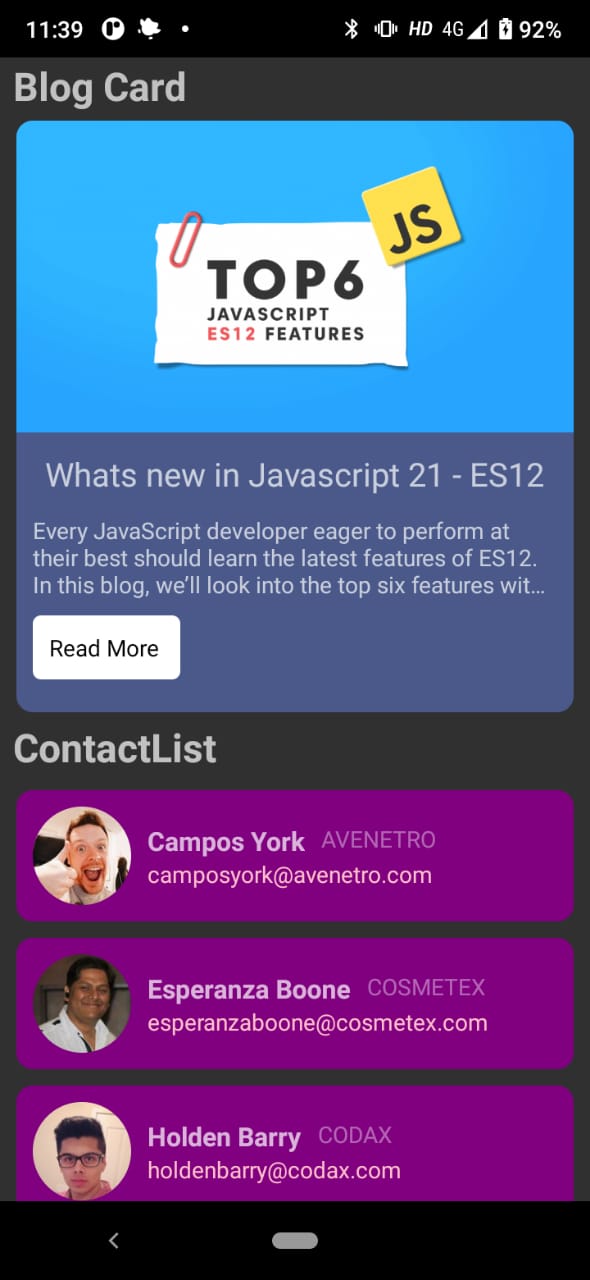 11:39 HD 4G 92%
Blog Card
JS
TOP6
JAVASCRIPT
ES12 FEATURES
Whats new in Javascript 21 - ES12
Every JavaScript developer eager to perform at
their best should learn the latest features of ES12.
In this blog, we’ll look into the top six features wit…
Read More
ContactList
Campos York AVENETRO
camposyork@avenetro.com
Esperanza Boone COSMETEX
esperanzaboone@cosmetex.com
Holden Barry CODAX
holdenbarry@codax.com